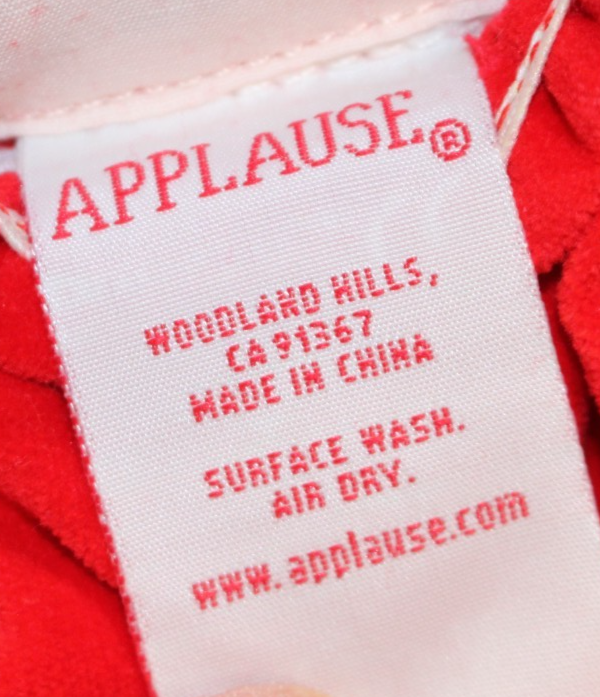 APPLAUSE®
WOODLAND HILLS,
CA 91367
MADE IN CHINA
SURFACE WASH.
AIR DRY.
www.applause.com